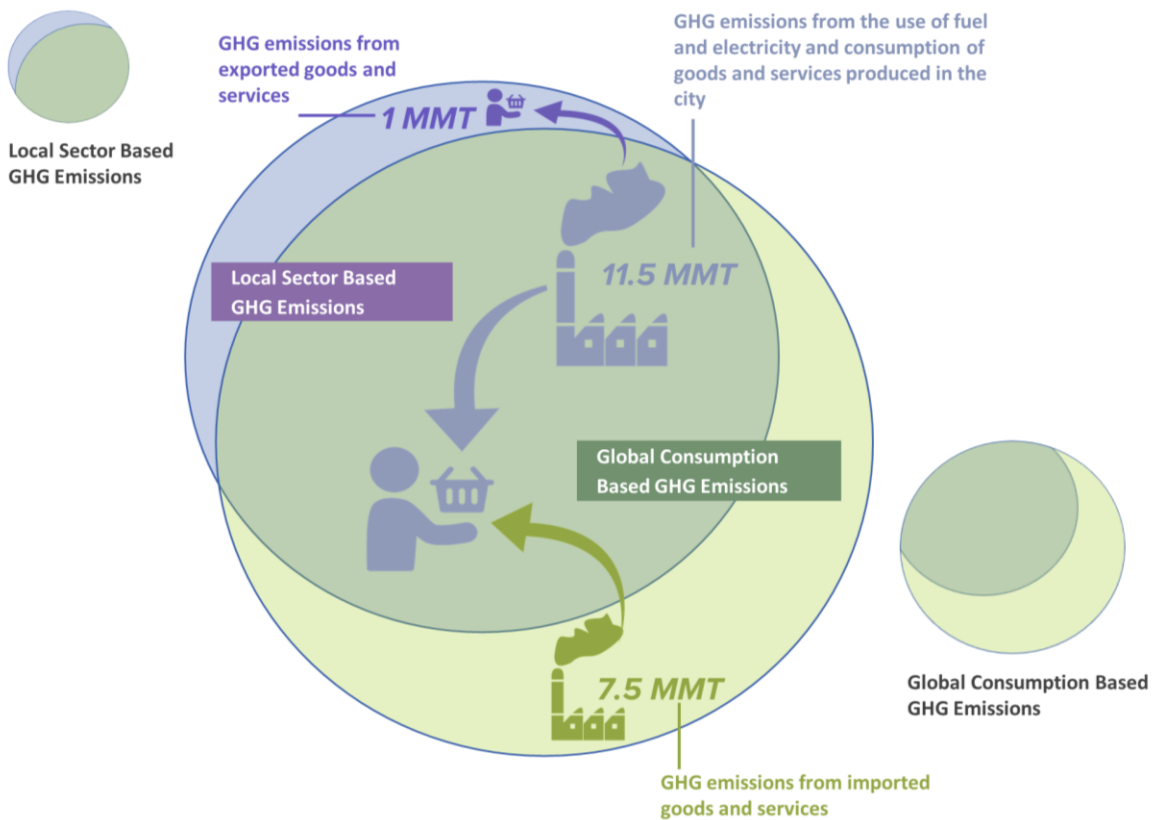 GHG emissions from
exported goods and
services
GHG emissions from the use of fuel
and electricity and consumption of
goods and services produced in the
city
1 MMT
Local Sector Based
GHG Emissions
11.5 MMT
Local Sector Based
GHG Emissions
Global Consumption
Based GHG Emissions
7.5 MMT
Global Consumption Based
GHG Emissions
GHG emissions from imported
goods and services